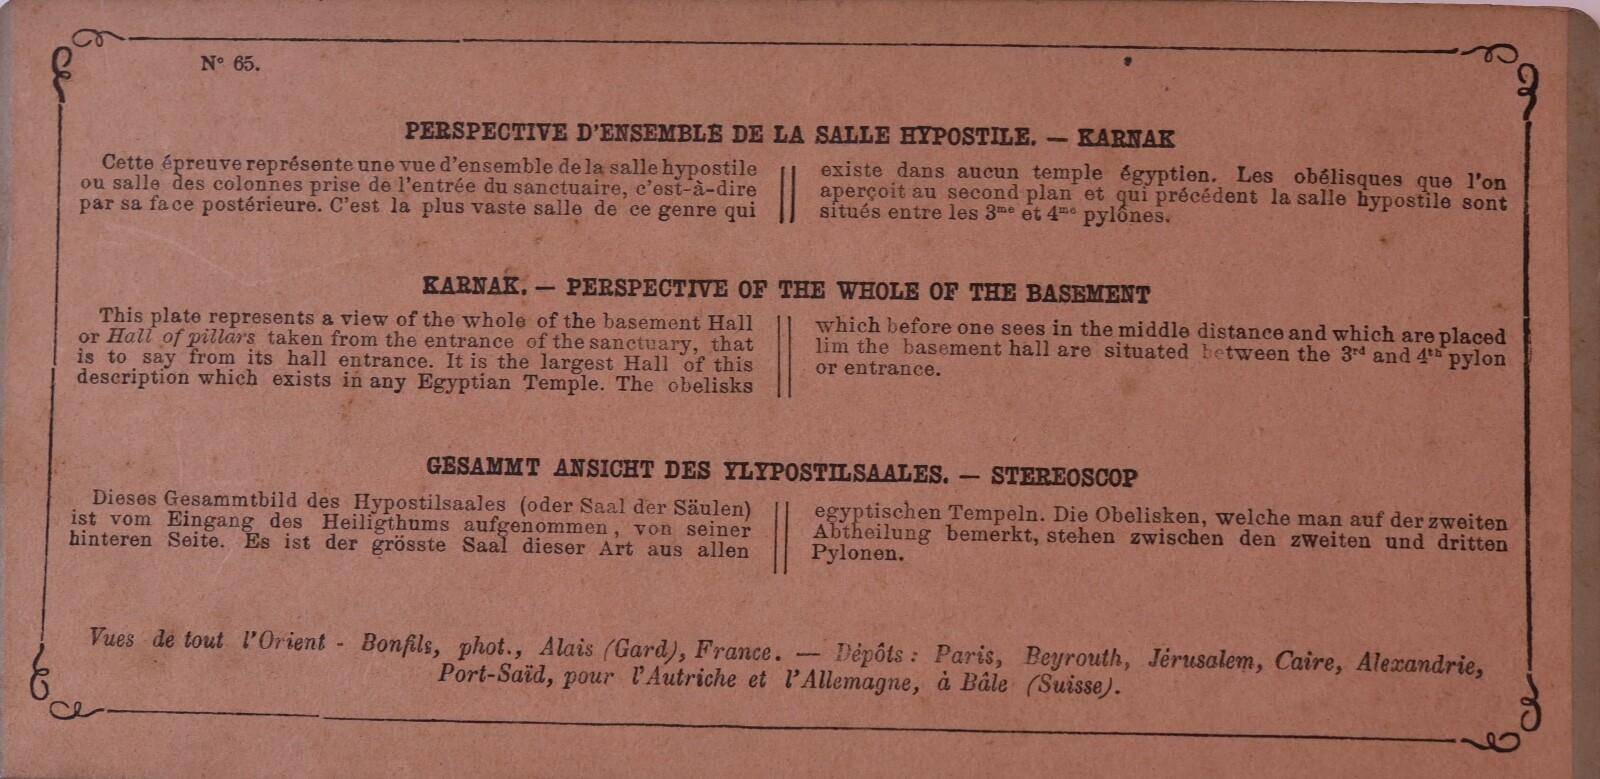 N° 65.
PERSPECTIVE D'ENSEMBLE DE LA SALLE HYPOSTILE. — KARNAK
Cette épreuve représente une vue d'ensemble de la salle hypostile
ou salle des colonnes prise de l'entrée du sanctuaire, c'est-à-dire
par sa face postérieure. C'est la plus vaste salle de ce genre qui
existe dans aucun temple égyptien. Les obélisques que l'on
aperçoit au second plan et qui précèdent la salle hypostile sont
situés entre les 3me et 4me pylônes.
KARNAK. — PERSPECTIVE OF THE WHOLE OF THE BASEMENT
This plate represents a view of the whole of the basement Hall
or Hall of pillars taken from the entrance of the sanctuary, that
is to say from its hall entrance. It is the largest Hall of this
description which exists in any Egyptian Temple. The obelisks
which before one sees in the middle distance and which are placed
lim the basement hall are situated between the 3rd and 4th pylon
or entrance.
GESAMMT ANSICHT DES YLYPOSTILSAALES. — STEREOSCOP
Dieses Gesammtbild des Hypostilsaales (oder Saal der Säulen)
ist vom Eingang des Heiligthums aufgenommen, von seiner
hinteren Seite. Es ist der grösste Saal dieser Art aus allen
egyptischen Tempeln. Die Obelisken, welche man auf der zweiten
Abtheilung bemerkt, stehen zwischen den zweiten und dritten
Pylonen.
Vues de tout l'Orient - Bonfils, phot., Alais (Gard), France. — Dépôts : Paris, Beyrouth, Jérusalem, Caire, Alexandrie,
Port-Saïd, pour l'Autriche et l'Allemagne, à Bâle (Suisse).